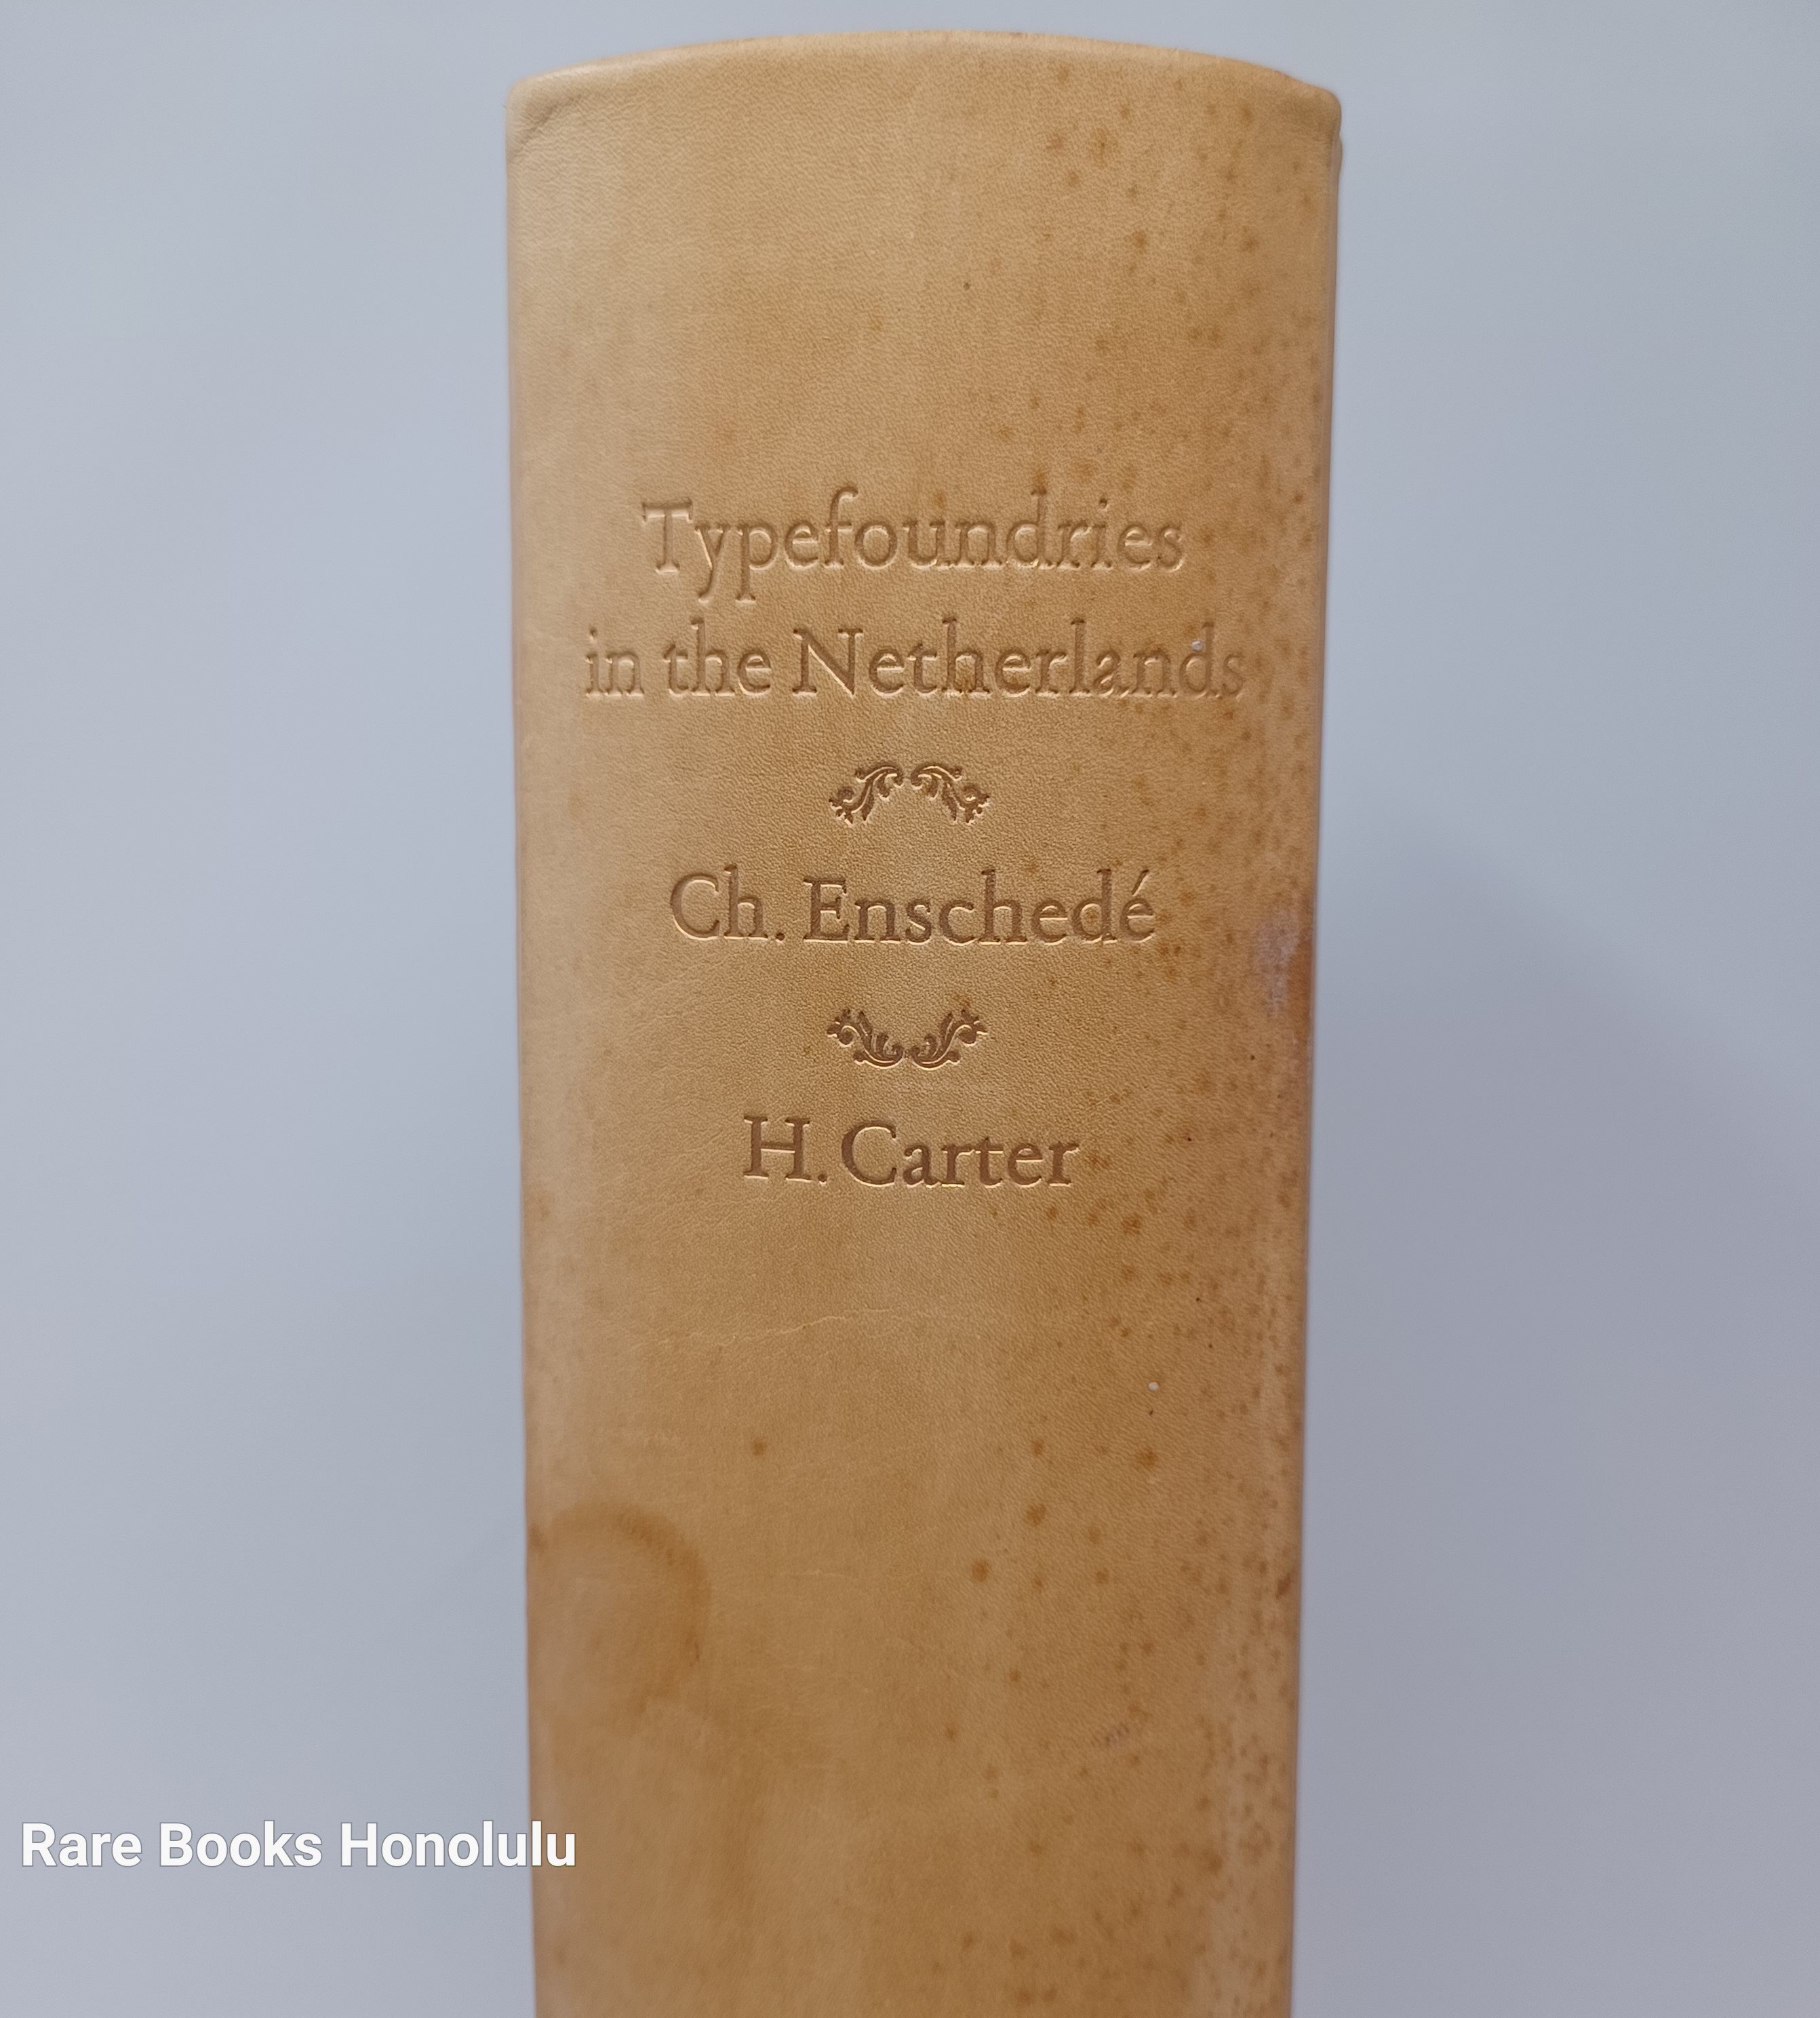 Typefoundries
in the Netherlands
Ch. Enschedé
H. Carter
Rare Books Honolulu